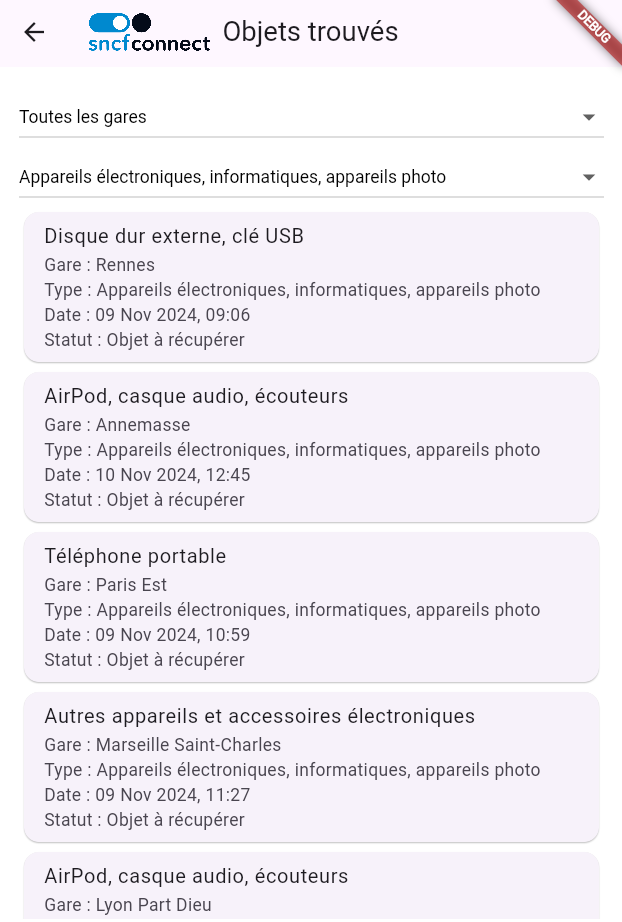 sncfconnect
Objets trouvés
DEBUG
Toutes les gares
Appareils électroniques, informatiques, appareils photo
Disque dur externe, clé USB
Gare : Rennes
Type : Appareils électroniques, informatiques, appareils photo
Date : 09 Nov 2024, 09:06
Statut : Objet à récupérer
AirPod, casque audio, écouteurs
Gare : Annemasse
Type : Appareils électroniques, informatiques, appareils photo
Date : 10 Nov 2024, 12:45
Statut : Objet à récupérer
Téléphone portable
Gare : Paris Est
Type : Appareils électroniques, informatiques, appareils photo
Date : 09 Nov 2024, 10:59
Statut : Objet à récupérer
Autres appareils et accessoires électroniques
Gare : Marseille Saint-Charles
Type : Appareils électroniques, informatiques, appareils photo
Date : 09 Nov 2024, 11:27
Statut : Objet à récupérer
AirPod, casque audio, écouteurs
Gare : Lyon Part Dieu